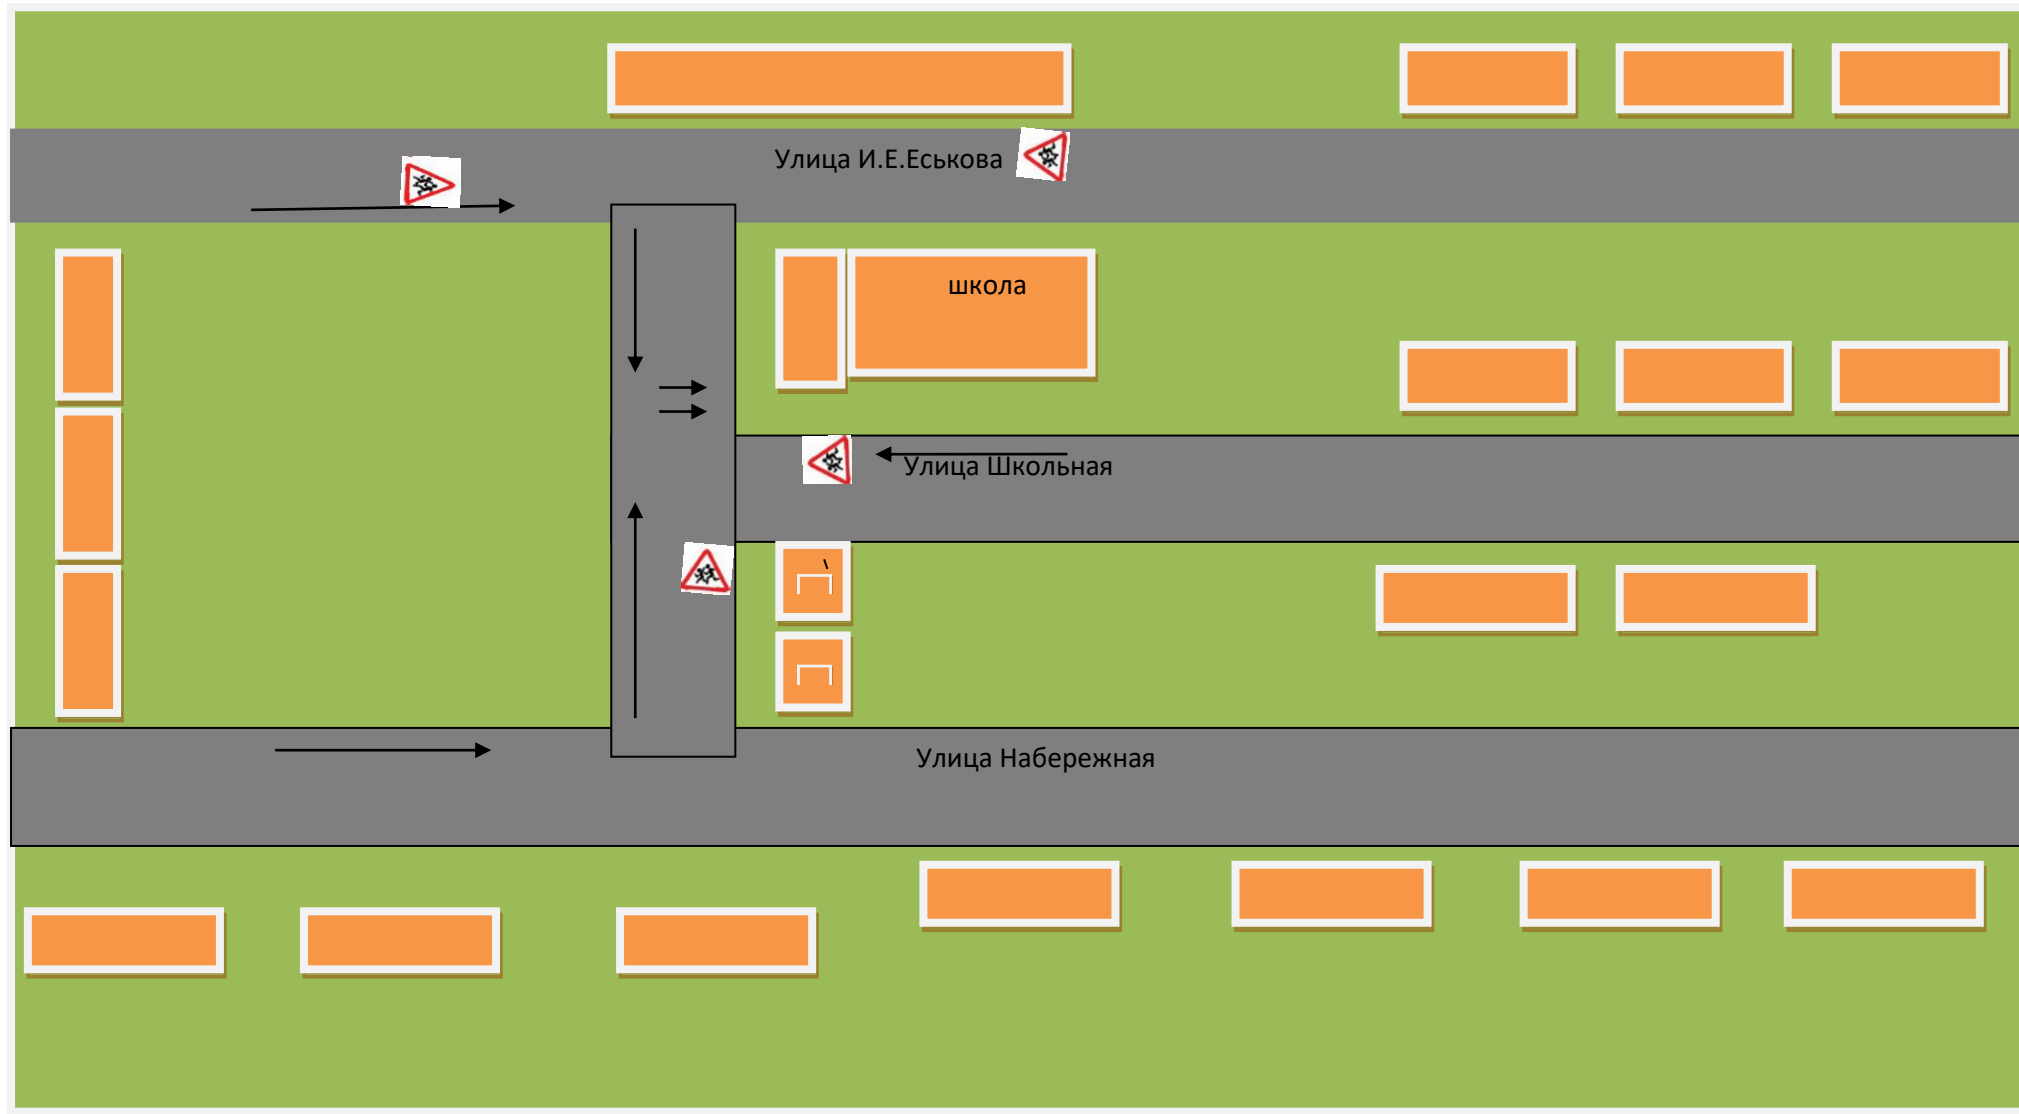 Улица И.Е.Еськова
школа
Улица Школьная
Улица Набережная